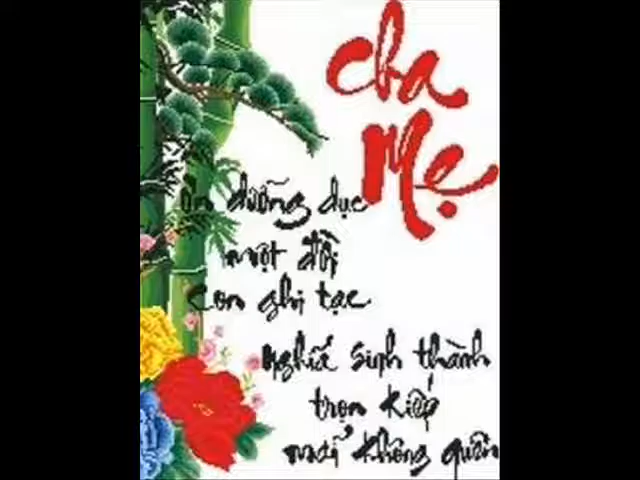 Cha
Mẹ
Ơn dưỡng dục
một đời
con ghi tạc
Nghĩa sinh thành
trọn kiếp
mãi không quên